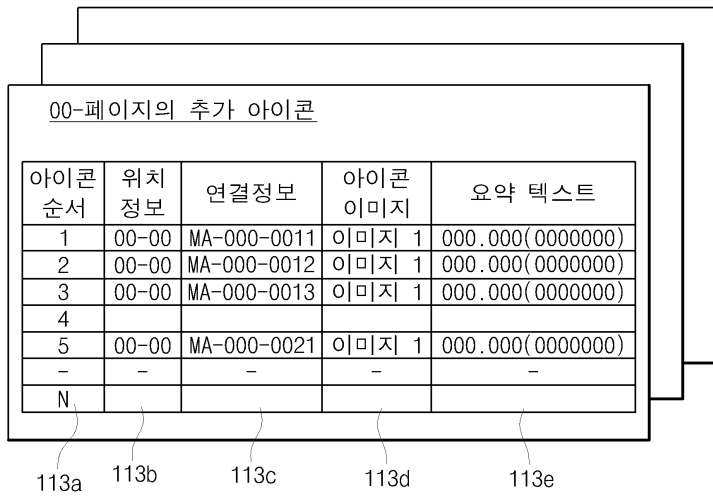 00-페이지의 추가 아이콘
아이콘 순서 위치 정보 연결정보 아이콘 이미지 요약 텍스트
1 00-00 MA-000-0011 이미지 1 000.000(0000000)
2 00-00 MA-000-0012 이미지 1 000.000(0000000)
3 00-00 MA-000-0013 이미지 1 000.000(0000000)
4
5 00-00 MA-000-0021 이미지 1 000.000(0000000)
- - - - -
N
113a 113b 113c 113d 113e